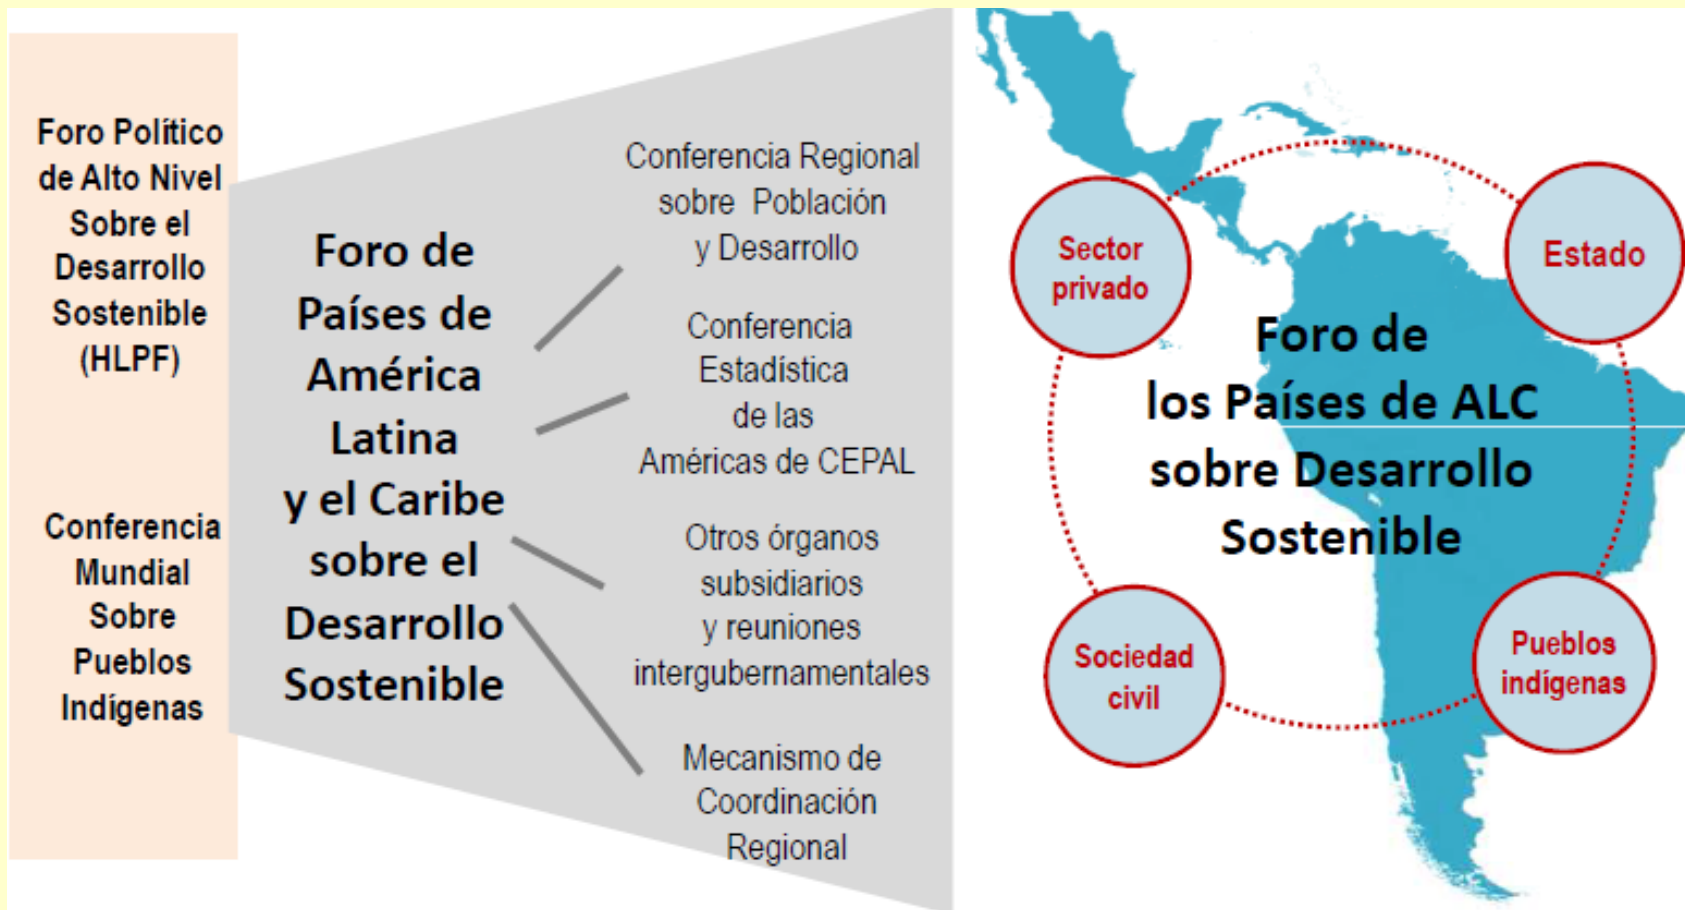 Foro Político
de Alto Nivel
Sobre el
Desarrollo
Sostenible
(HLPF)
Conferencia
Mundial
Sobre
Pueblos
Indígenas
Foro de
Países de
América
Latina
y el Caribe
sobre el
Desarrollo
Sostenible
Conferencia Regional
sobre Población
y Desarrollo
Conferencia
Estadística
de las
Américas de CEPAL
Otros órganos
subsidiarios
y reuniones
intergubernamentales
Mecanismo de
Coordinación
Regional
Sector
privado
Estado
Foro de
los Países de ALC
sobre Desarrollo
Sostenible
Sociedad
civil
Pueblos
indígenas